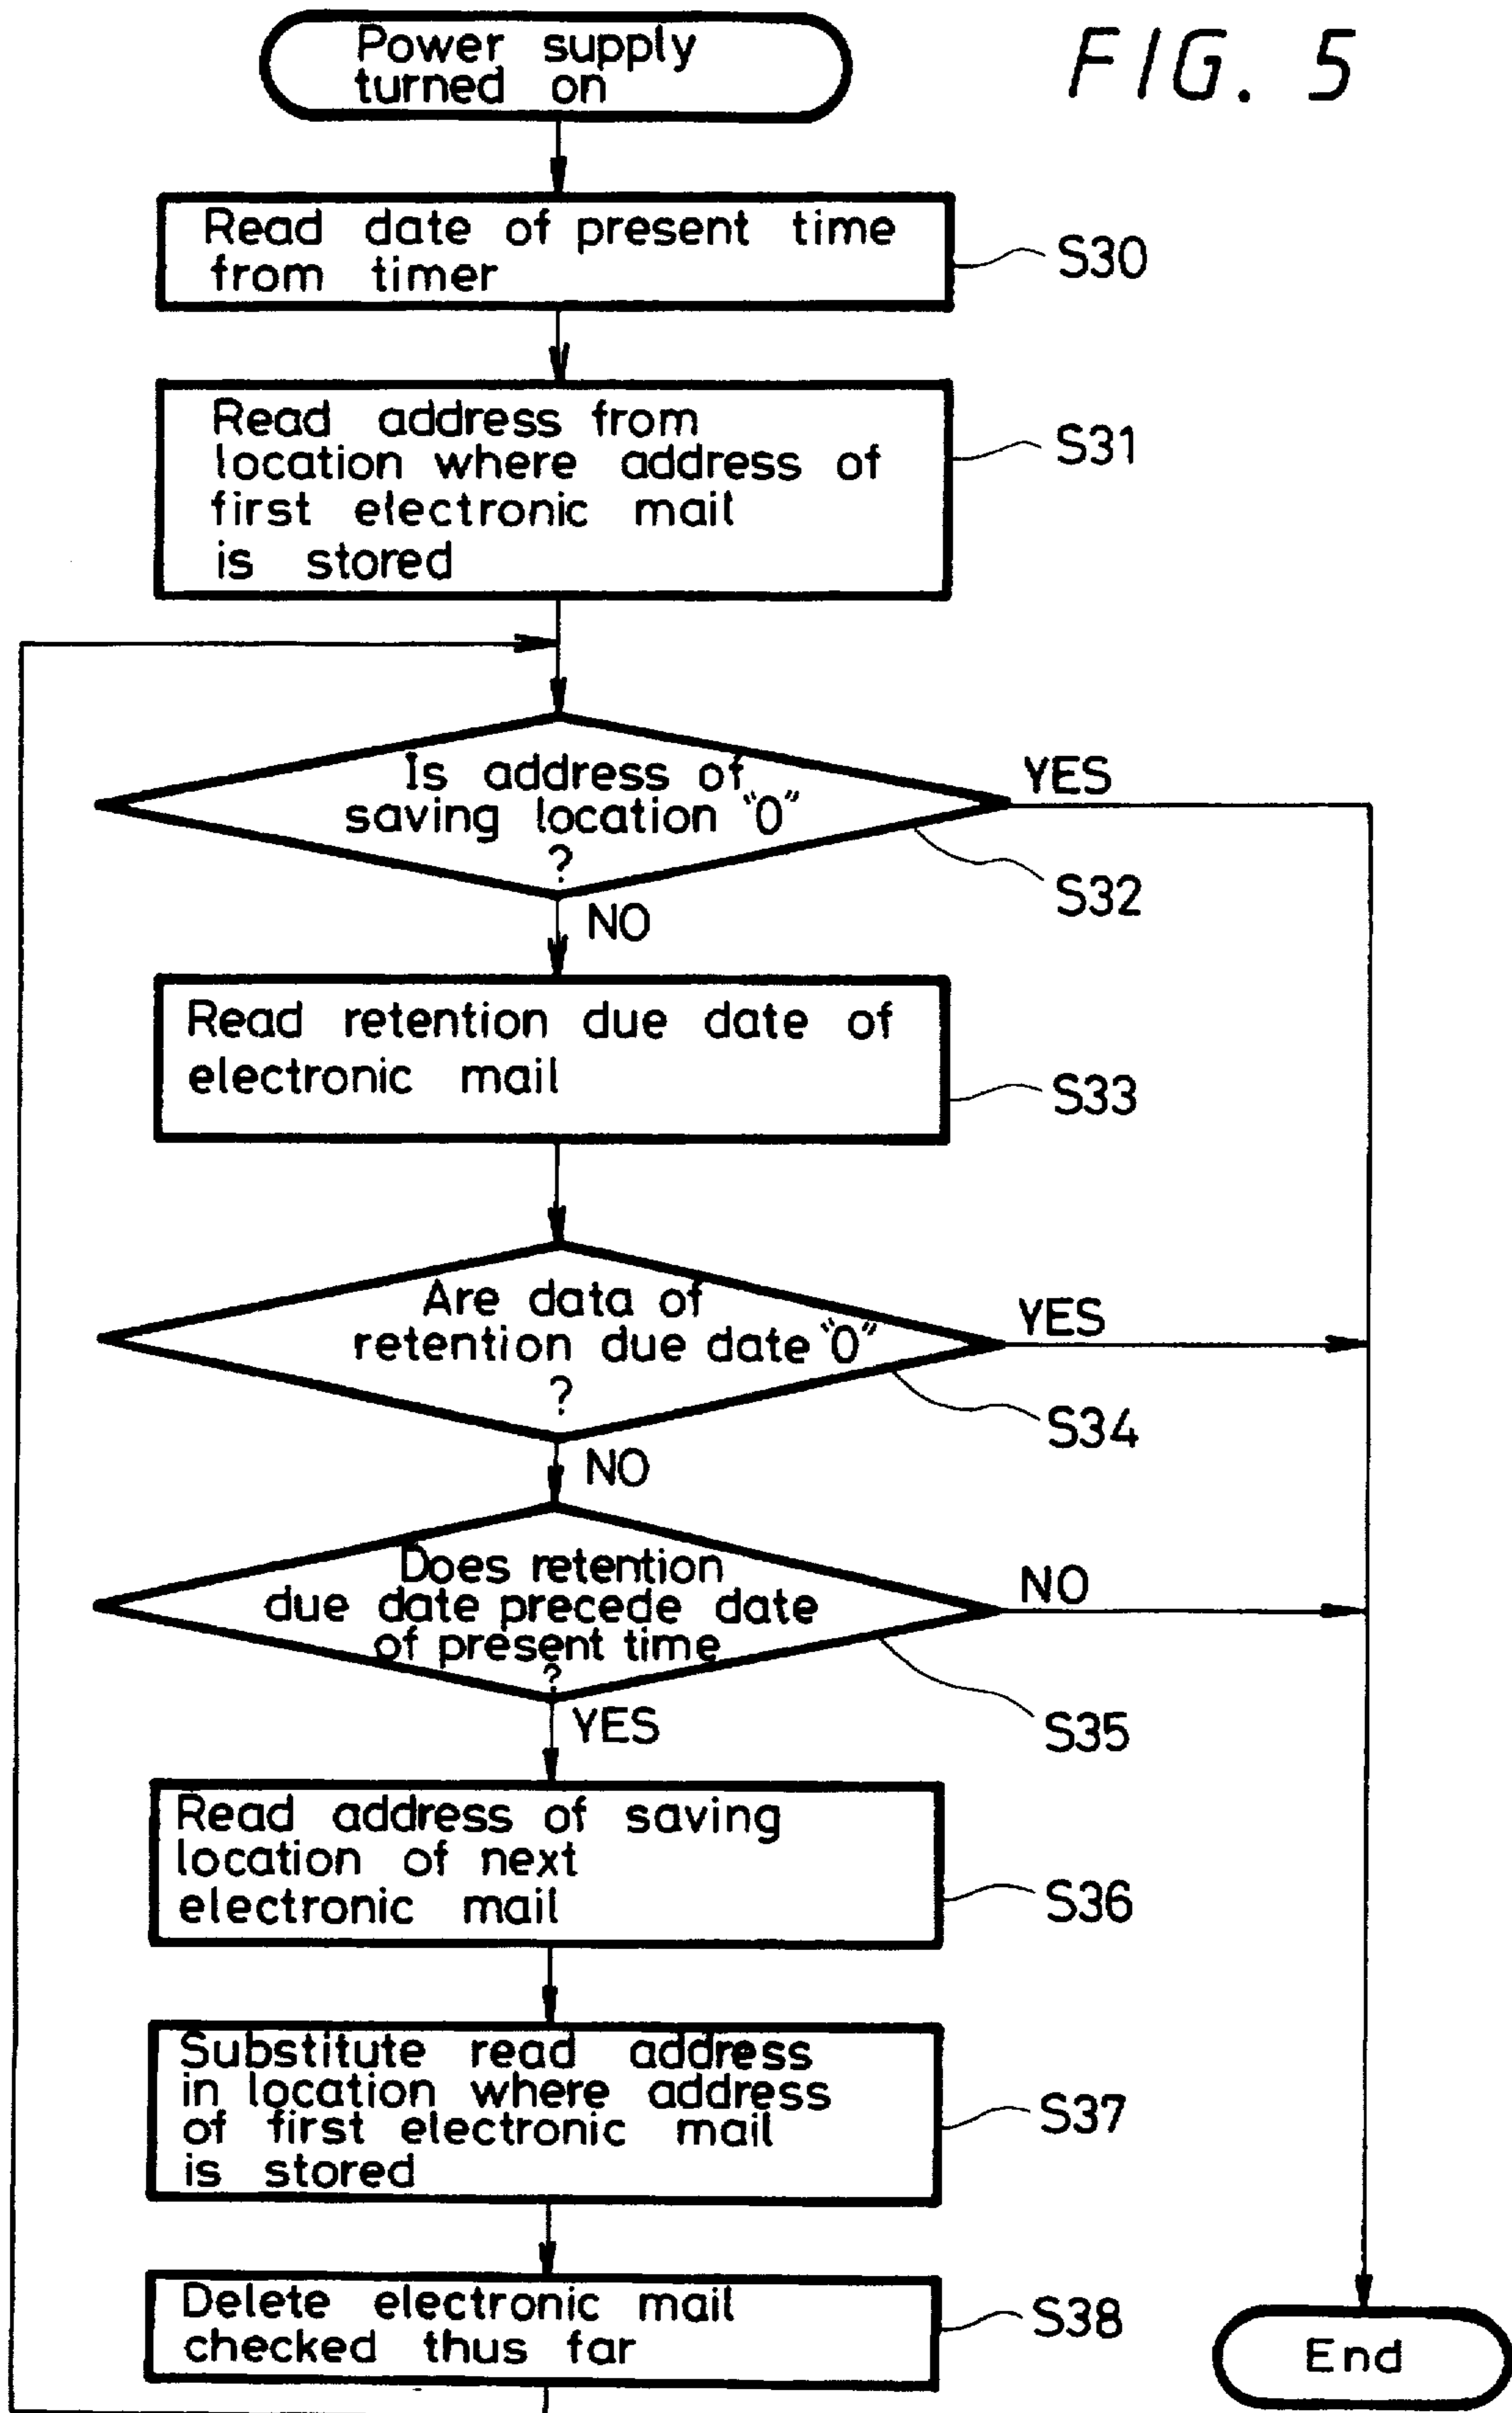 FIG. 5
Power supply
turned on
Read date of present time
from timer
S30
Read address from
location where address of
first electronic mail
is stored
S31
Is address of
saving location "0"
?
YES
S32
NO
Read retention due date of
electronic mail
S33
Are data of
retention due date "0"
?
YES
S34
NO
Does retention
due date precede date
of present time
?
NO
S35
YES
Read address of saving
location of next
electronic mail
S36
Substitute read address
in location where address
of first electronic mail
is stored
S37
Delete electronic mail
checked thus far
S38
End